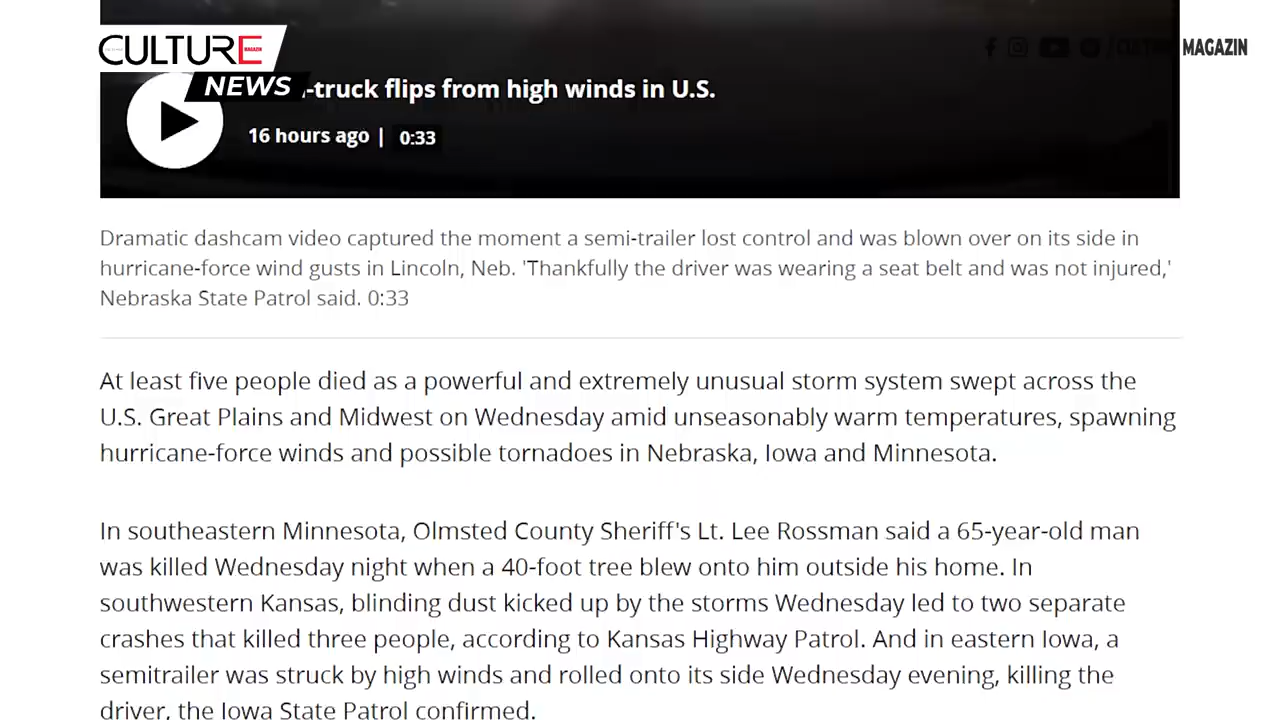 CULTURE
MAGAZIN
NEWS
MAGAZIN
-truck flips from high winds in U.S.
16 hours ago | 0:33
Dramatic dashcam video captured the moment a semi-trailer lost control and was blown over on its side in
hurricane-force wind gusts in Lincoln, Neb. 'Thankfully the driver was wearing a seat belt and was not injured,'
Nebraska State Patrol said. 0:33
At least five people died as a powerful and extremely unusual storm system swept across the
U.S. Great Plains and Midwest on Wednesday amid unseasonably warm temperatures, spawning
hurricane-force winds and possible tornadoes in Nebraska, Iowa and Minnesota.
In southeastern Minnesota, Olmsted County Sheriff's Lt. Lee Rossman said a 65-year-old man
was killed Wednesday night when a 40-foot tree blew onto him outside his home. In
southwestern Kansas, blinding dust kicked up by the storms Wednesday led to two separate
crashes that killed three people, according to Kansas Highway Patrol. And in eastern Iowa, a
semitrailer was struck by high winds and rolled onto its side Wednesday evening, killing the
driver, the Iowa State Patrol confirmed.